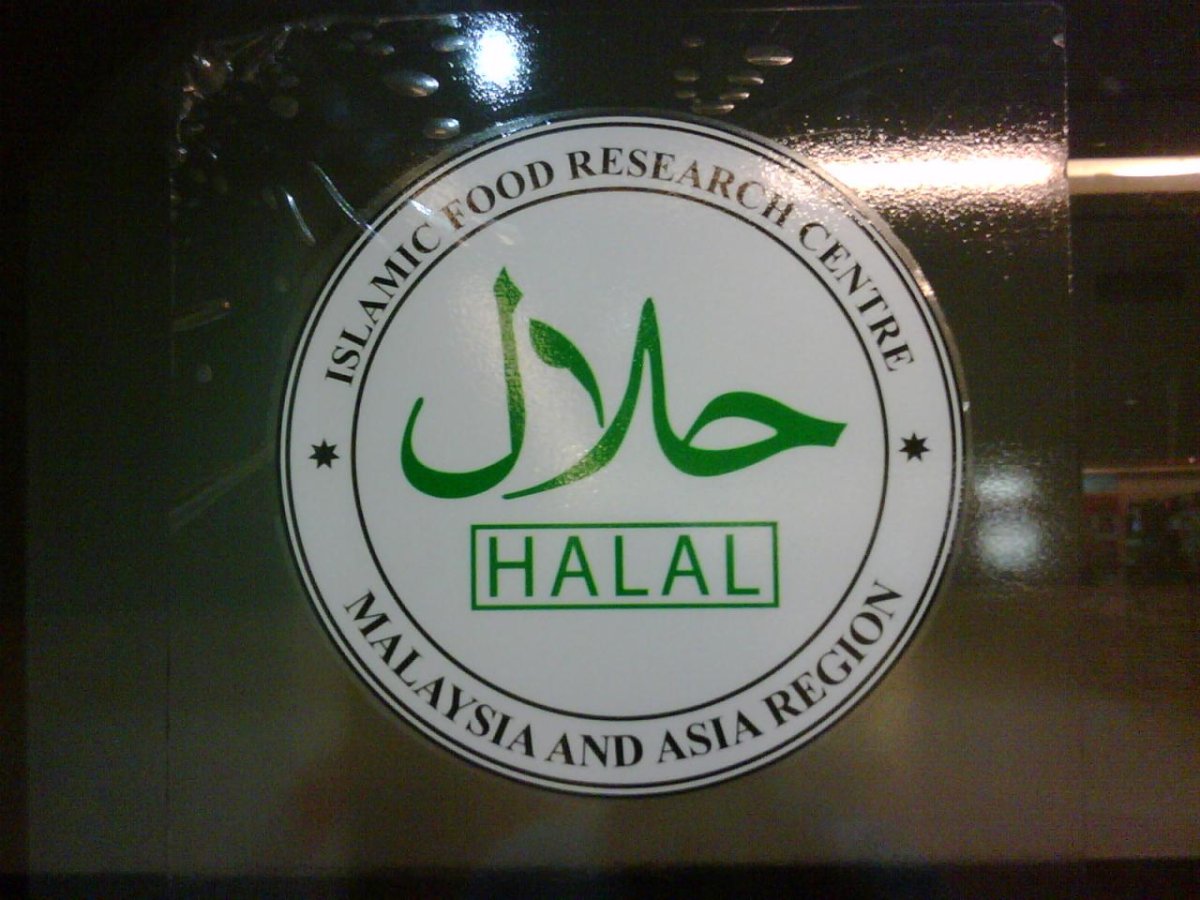 ISLAMIC FOOD RESEARCH CENTRE
حلال
HALAL
MALAYSIA AND ASIA REGION